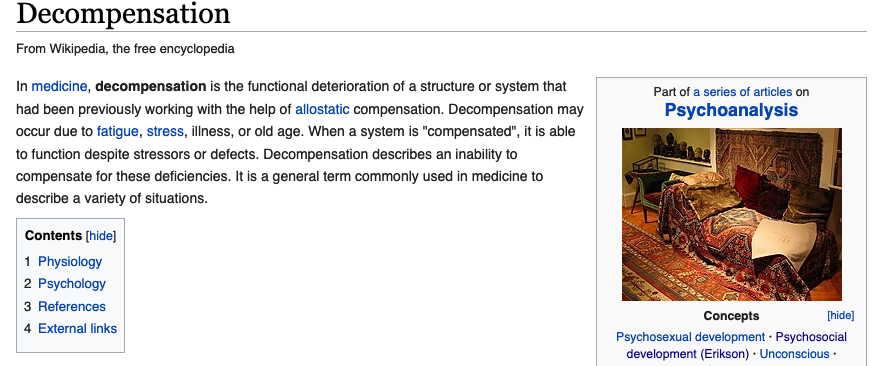 Decompensation
From Wikipedia, the free encyclopedia
In medicine, decompensation is the functional deterioration of a structure or system that
had been previously working with the help of allostatic compensation. Decompensation may
occur due to fatigue, stress, illness, or old age. When a system is "compensated", it is able
to function despite stressors or defects. Decompensation describes an inability to
compensate for these deficiencies. It is a general term commonly used in medicine to
describe a variety of situations.
Contents [hide]
1 Physiology
2 Psychology
3 References
4 External links
Part of a series of articles on
Psychoanalysis
Concepts [hide]
Psychosexual development · Psychosocial
development (Erikson) · Unconscious ·